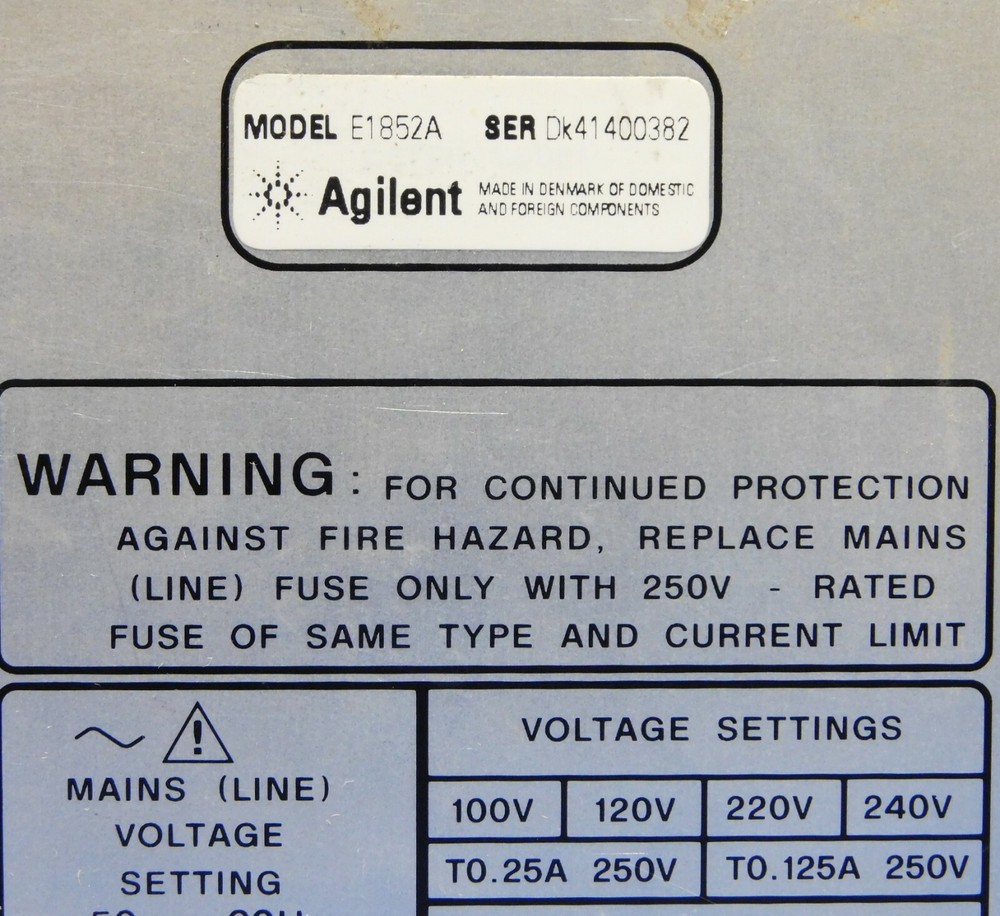 MODEL E1852A SER Dk41400382
Agilent MADE IN DENMARK OF DOMESTIC
AND FOREIGN COMPONENTS
WARNING: FOR CONTINUED PROTECTION
AGAINST FIRE HAZARD, REPLACE MAINS
(LINE) FUSE ONLY WITH 250V - RATED
FUSE OF SAME TYPE AND CURRENT LIMIT
MAINS (LINE)
VOLTAGE
SETTING
VOLTAGE SETTINGS
100V 120V 220V 240V
T0.25A 250V T0.125A 250V